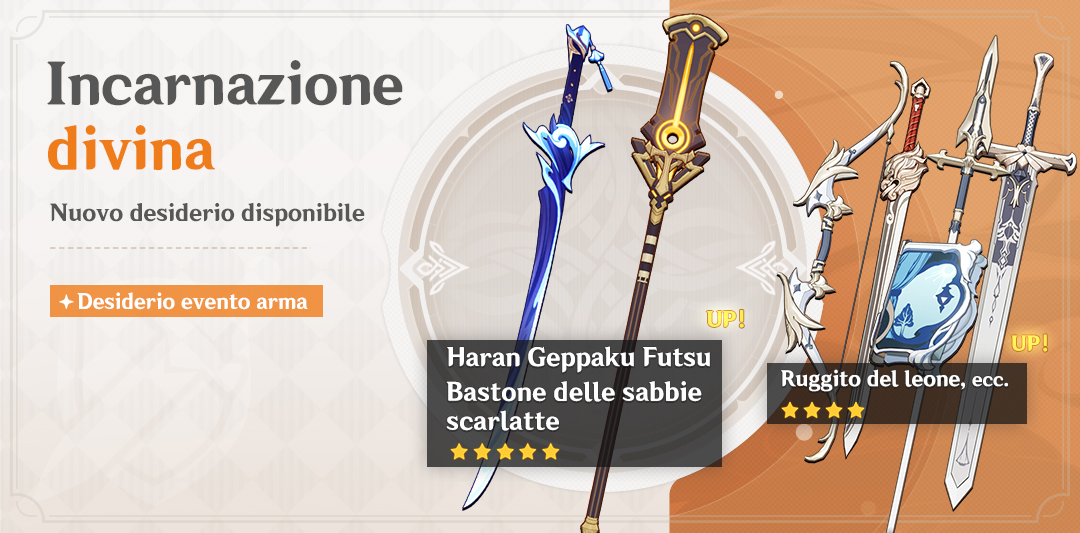 Incarnazione
divina
Nuovo desiderio disponibile
Desiderio evento arma
UP!
Haran Geppaku Futsu
Bastone delle sabbie
scarlatte
UP!
Ruggito del leone, ecc.